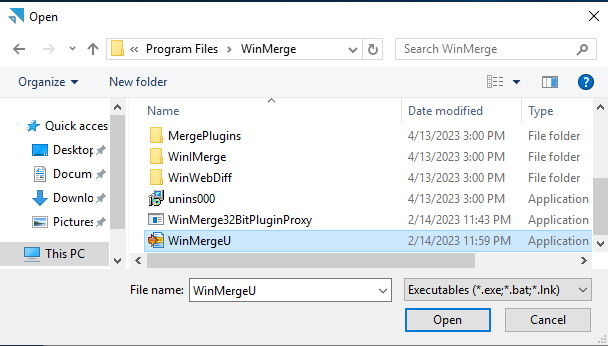 Open
« Program Files > WinMerge
Search WinMerge
Organize
New folder
Name
Date modified
Type
Quick access
Desktop
Docum
Downlo
Pictures
This PC
MergePlugins 4/13/2023 3:00 PM File folder
WinIMerge 4/13/2023 3:00 PM File folder
WinWebDiff 4/13/2023 3:00 PM File folder
unins000 4/13/2023 3:00 PM Application
WinMerge32BitPluginProxy 2/14/2023 11:43 PM Application
WinMergeU 2/14/2023 11:59 PM Application
File name: WinMergeU
Executables (*.exe;*.bat;*.lnk)
Open
Cancel